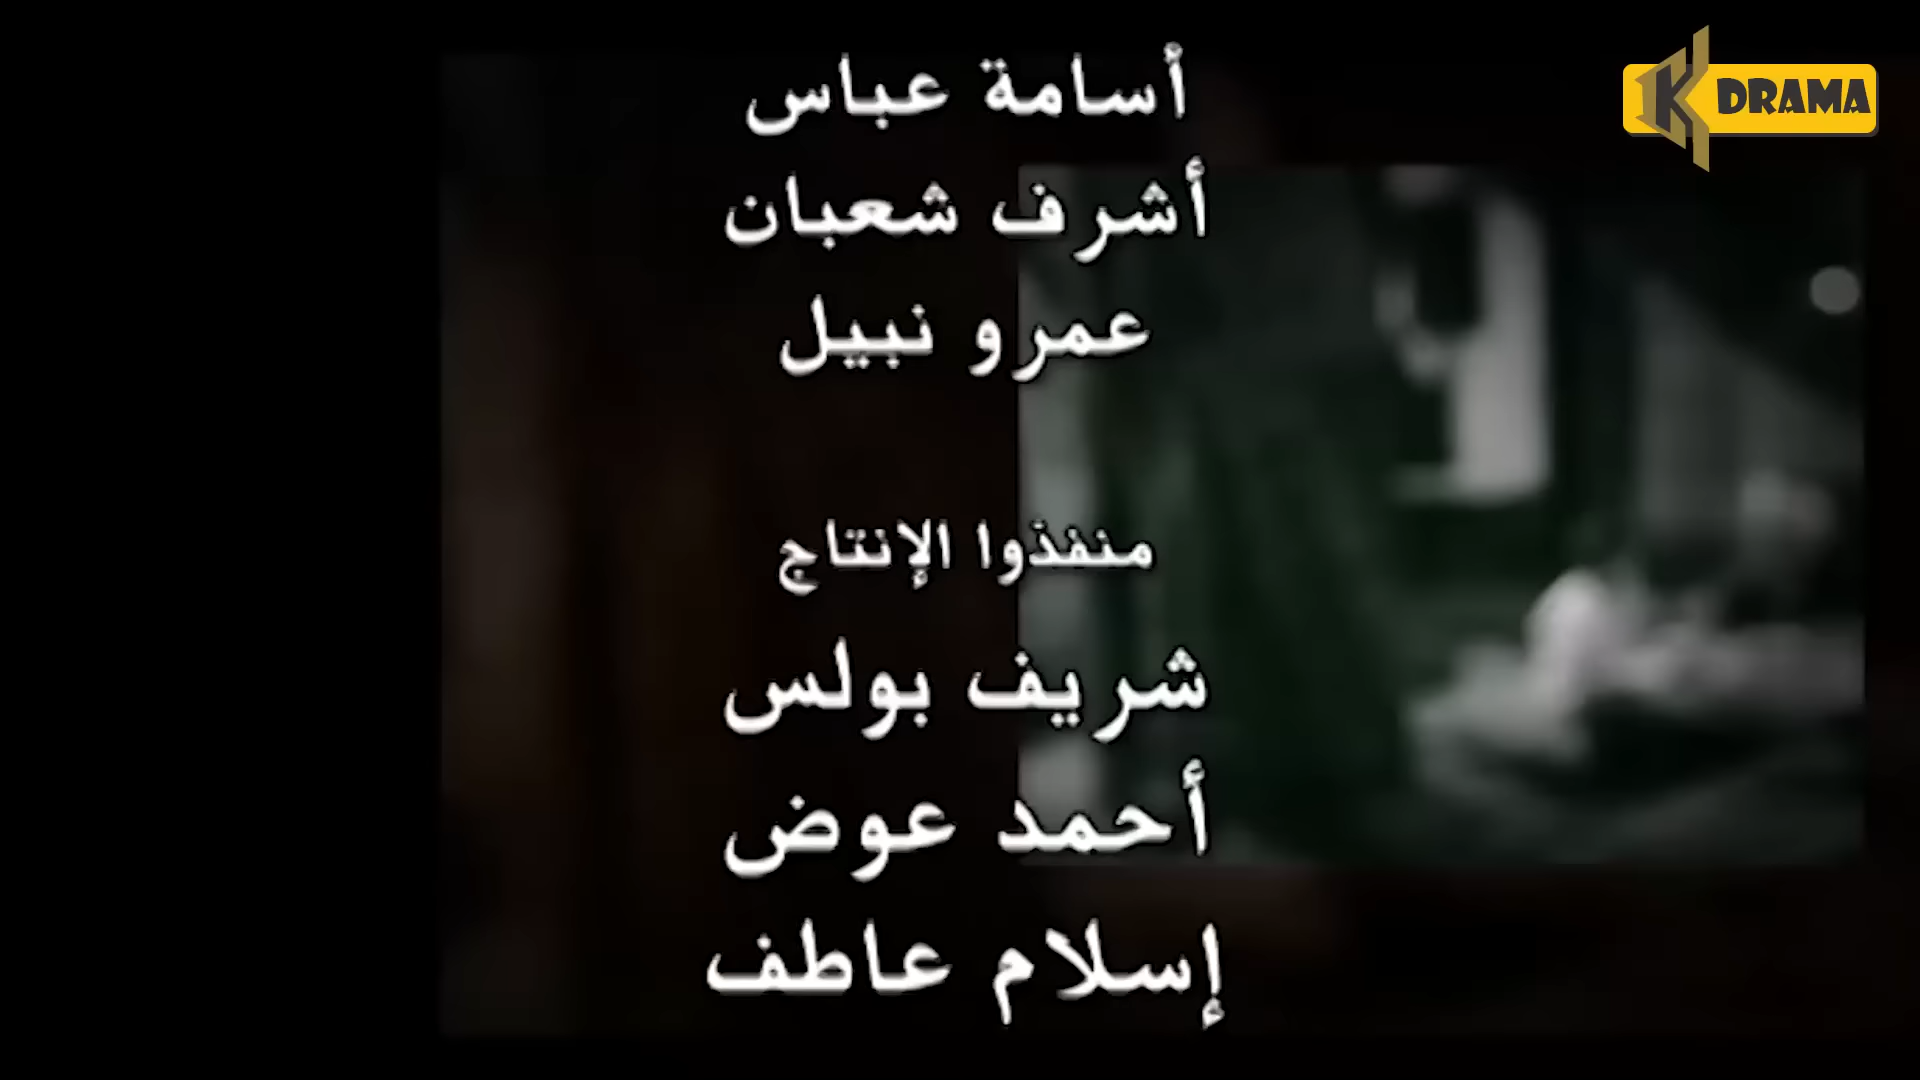 أسامة عباس
K DRAMA
أشرف شعبان
عمرو نبيل
منفذوا الإنتاج
شريف بولس
أحمد عوض
إسلام عاطف